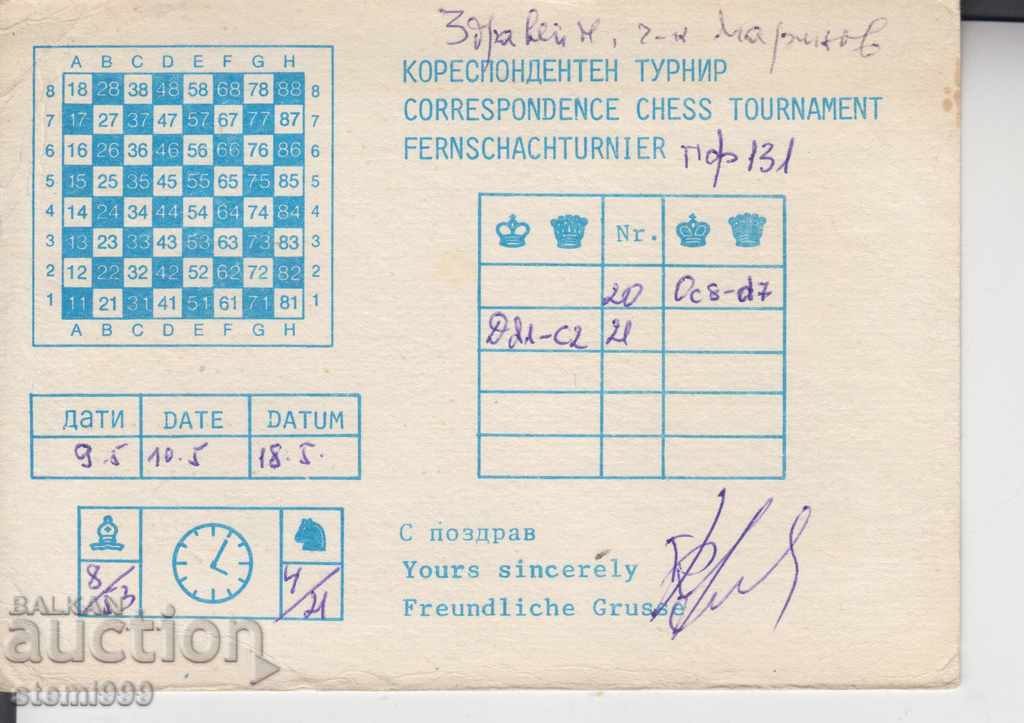 Здравейте, г-н Маринов
КОРЕСПОНДЕНТЕН ТУРНИР
CORRESPONDENCE CHESS TOURNAMENT
FERNSCHACHTURNIER ПФ131
A B C D E F G H
8 18 28 38 48 58 68 78 88 8
7 17 27 37 47 57 67 77 87 7
6 16 26 36 46 56 66 76 86 6
5 15 25 35 45 55 65 75 85 5
4 14 24 34 44 54 64 74 84 4
3 13 23 33 43 53 63 73 83 3
2 12 22 32 42 52 62 72 82 2
1 11 21 31 41 51 61 71 81 1
A B C D E F G H
Nr.
20 Oc8-d7
Dd1-c2 21
дати DATE DATUM
9.5 10.5 18.5.
8/53 4/21
С поздрав
Yours sincerely
Freundliche Grusse
BALKAN
auction
stemi999